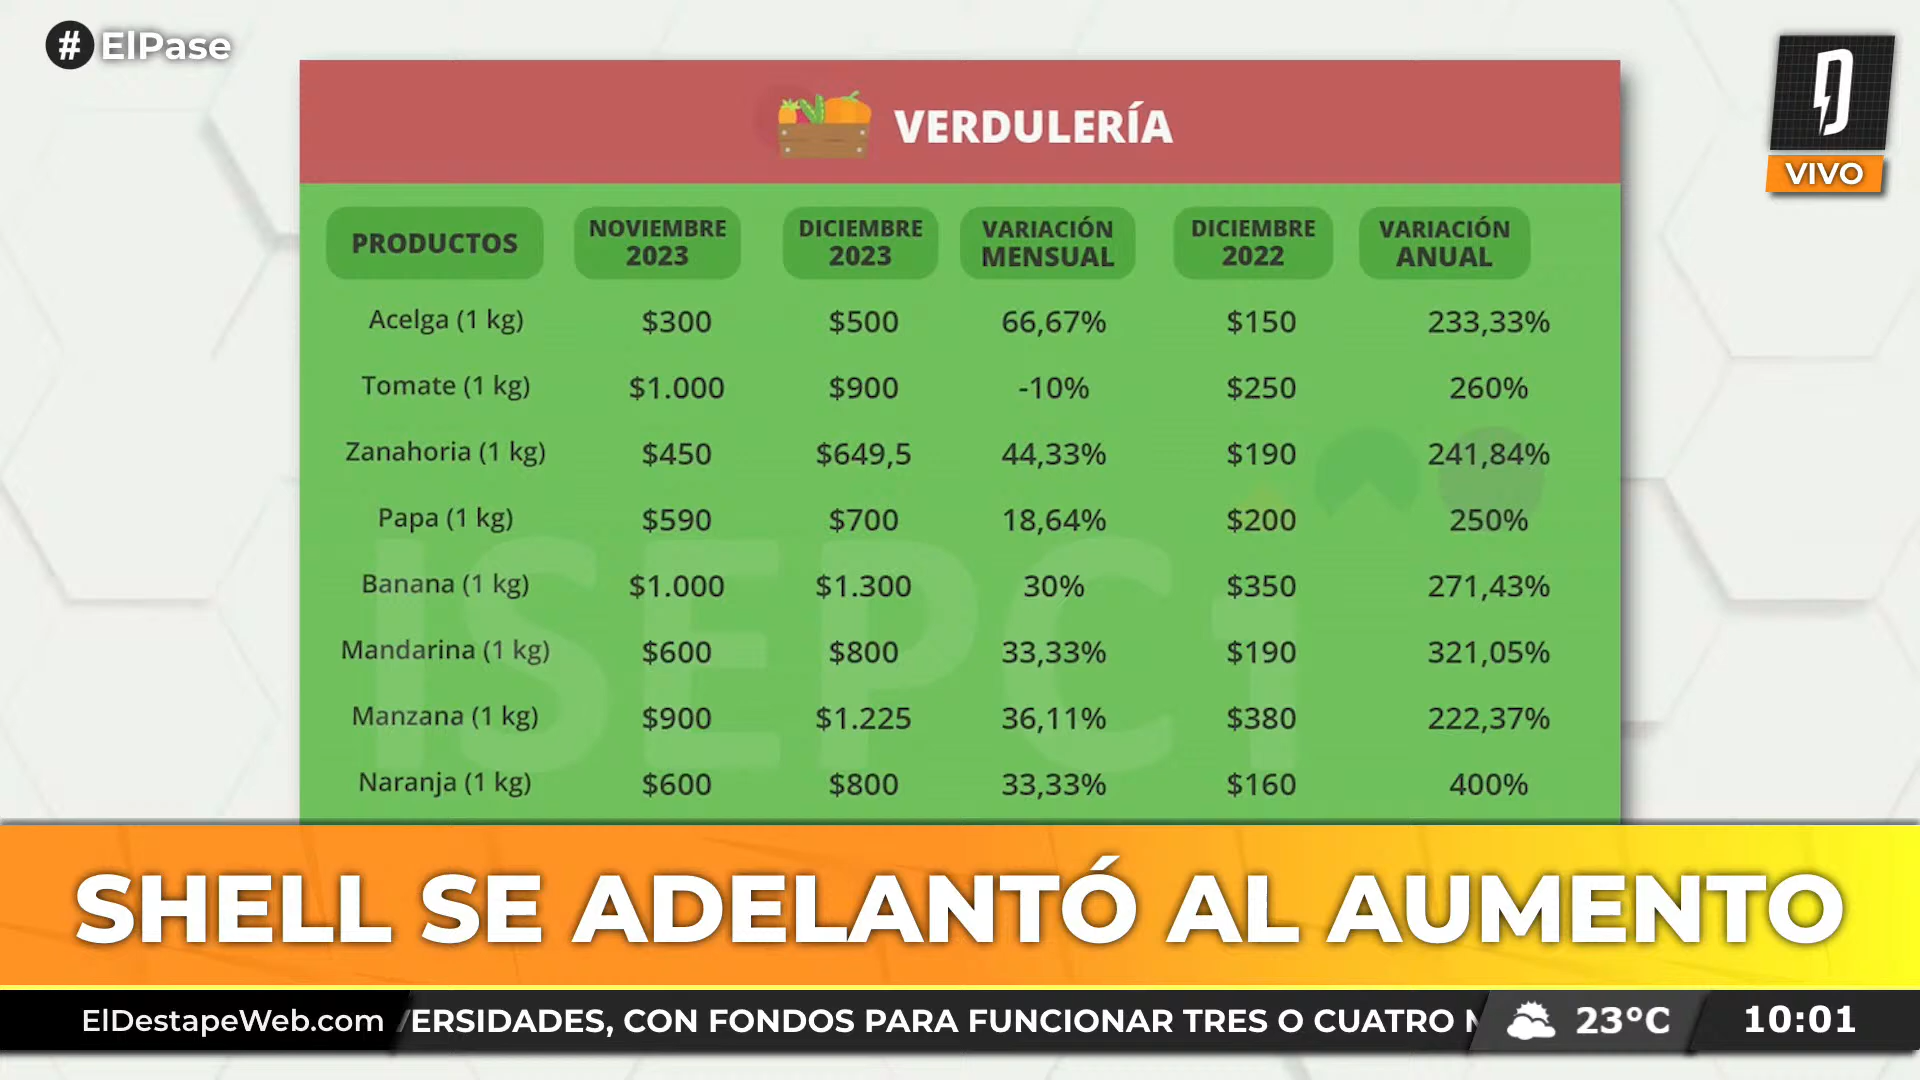 # ElPase
VERDULERÍA
VIVO
PRODUCTOS NOVIEMBRE 2023 DICIEMBRE 2023 VARIACIÓN MENSUAL DICIEMBRE 2022 VARIACIÓN ANUAL
Acelga (1 kg) $300 $500 66,67% $150 233,33%
Tomate (1 kg) $1.000 $900 -10% $250 260%
Zanahoria (1 kg) $450 $649,5 44,33% $190 241,84%
Papa (1 kg) $590 $700 18,64% $200 250%
Banana (1 kg) $1.000 $1.300 30% $350 271,43%
Mandarina (1 kg) $600 $800 33,33% $190 321,05%
Manzana (1 kg) $900 $1.225 36,11% $380 222,37%
Naranja (1 kg) $600 $800 33,33% $160 400%
ISEPCi
SHELL SE ADELANTÓ AL AUMENTO
ElDestapeWeb.com ERSIDADES, CON FONDOS PARA FUNCIONAR TRES O CUATRO 23°C 10:01